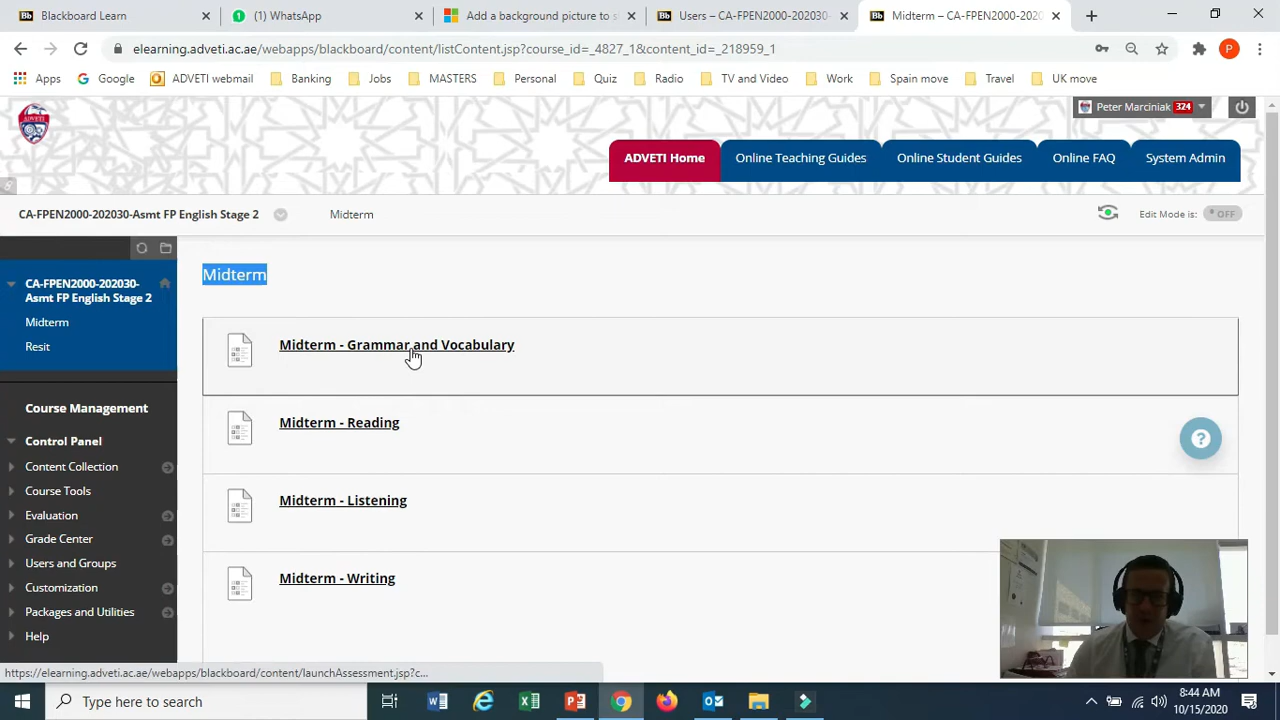 Blackboard Learn
(1) WhatsApp
Add a background picture to s
Users – CA-FPEN2000-202030-
Midterm – CA-FPEN2000-2020
elearning.adveti.ac.ae/webapps/blackboard/content/listContent.jsp?course_id=_4827_1&content_id=_218959_1
P
Apps Google ADVETI webmail Banking Jobs MASTERS Personal Quiz Radio TV and Video Work Spain move Travel UK move
Peter Marciniak 324
ADVETI Home Online Teaching Guides Online Student Guides Online FAQ System Admin
CA-FPEN2000-202030-Asmt FP English Stage 2 Midterm Edit Mode is: OFF
CA-FPEN2000-202030-
Asmt FP English Stage 2
Midterm
Resit
Course Management
Control Panel
Content Collection
Course Tools
Evaluation
Grade Center
Users and Groups
Customization
Packages and Utilities
Help
Midterm
Midterm - Grammar and Vocabulary
Midterm - Reading
Midterm - Listening
Midterm - Writing
?
https://elearning.adveti.ac.ae/webapps/blackboard/content/launchAssessment.jsp?c...
Type here to search
8:44 AM
10/15/2020